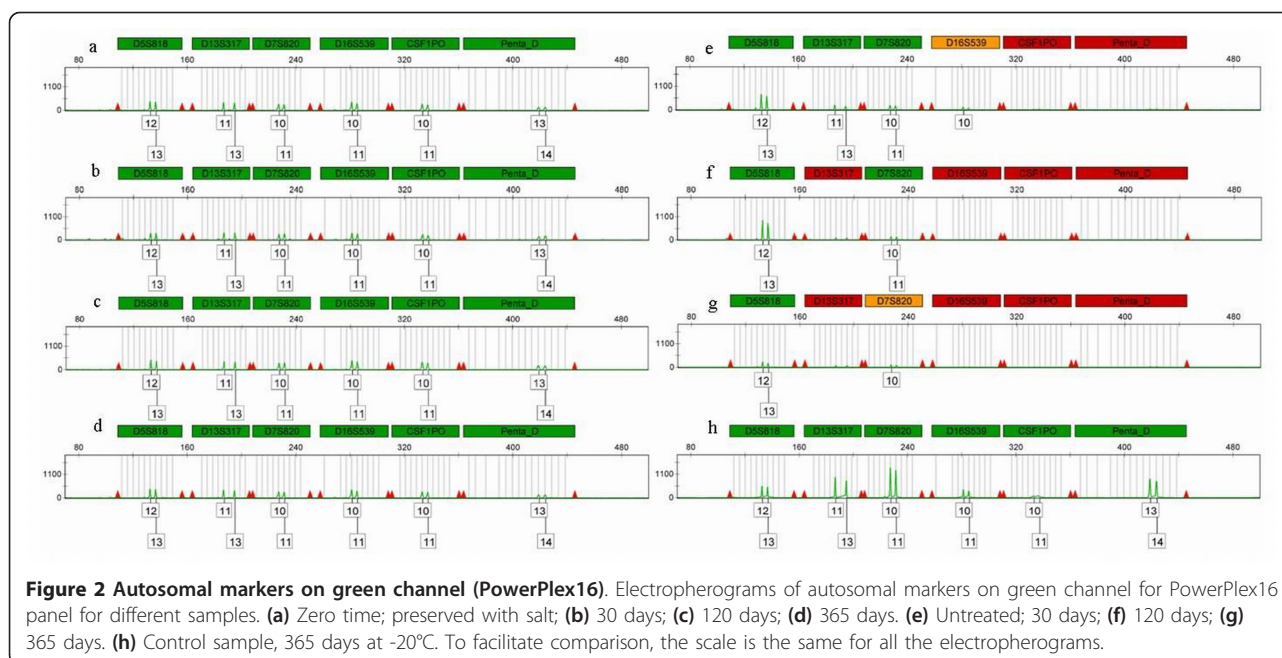 a
D5S818 D13S317 D7S820 D16S539 CSF1PO Penta_D
80 160 240 320 400 480
1100
0
12 11 10 10 10 13
13 13 11 11 11 14
b
D5S818 D13S317 D7S820 D16S539 CSF1PO Penta_D
80 160 240 320 400 480
1100
0
12 11 10 10 10 13
13 13 11 11 11 14
c
D5S818 D13S317 D7S820 D16S539 CSF1PO Penta_D
80 160 240 320 400 480
1100
0
12 11 10 10 10 13
13 13 11 11 11 14
d
D5S818 D13S317 D7S820 D16S539 CSF1PO Penta_D
80 160 240 320 400 480
1100
0
12 11 10 10 10 13
13 13 11 11 11 14
e
D5S818 D13S317 D7S820 D16S539 CSF1PO Penta_D
80 160 240 320 400 480
1100
0
12 11 10 10
13 13 11
f
D5S818 D13S317 D7S820 D16S539 CSF1PO Penta_D
80 160 240 320 400 480
1100
0
12 10
13 11
g
D5S818 D13S317 D7S820 D16S539 CSF1PO Penta_D
80 160 240 320 400 480
1100
0
12 10
13
h
D5S818 D13S317 D7S820 D16S539 CSF1PO Penta_D
80 160 240 320 400 480
1100
0
12 11 10 10 10 13
13 13 11 11 11 14
Figure 2 Autosomal markers on green channel (PowerPlex16). Electropherograms of autosomal markers on green channel for PowerPlex16
panel for different samples. (a) Zero time; preserved with salt; (b) 30 days; (c) 120 days; (d) 365 days. (e) Untreated; 30 days; (f) 120 days; (g)
365 days. (h) Control sample, 365 days at -20°C. To facilitate comparison, the scale is the same for all the electropherograms.